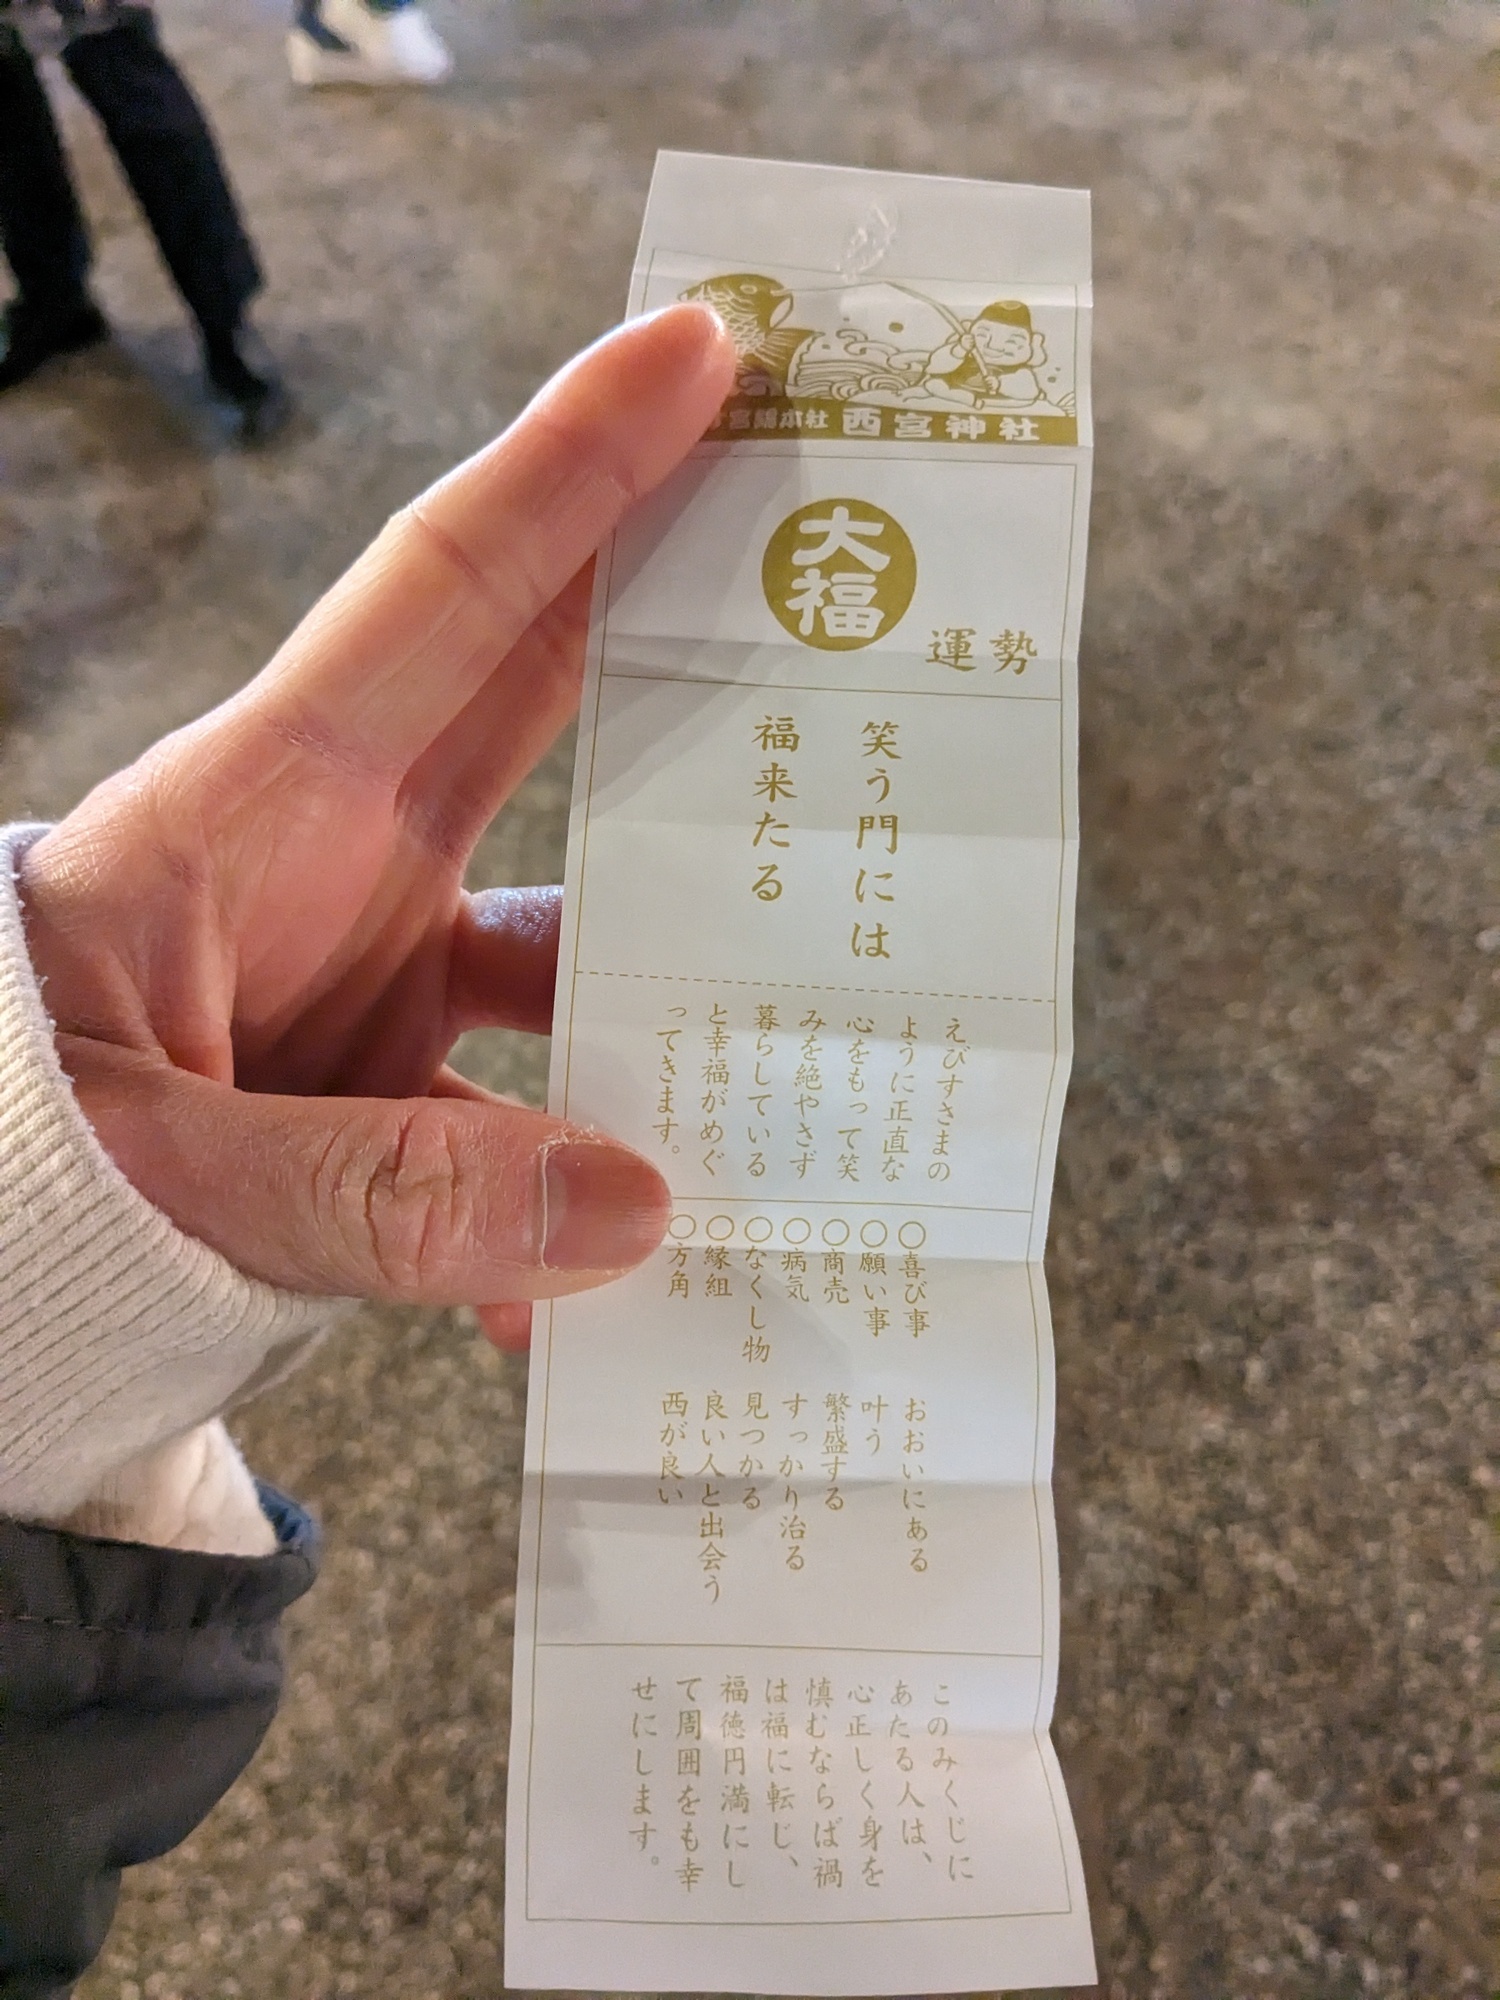 宮総本社 西宮神社
大福
運勢
笑う門には
福来たる
えびすさまの
ように正直な
心をもって笑
みを絶やさず
暮らしている
と幸福がめぐ
ってきます。
○喜び事 おおいにある
○願い事 叶う
○商売 繁盛する
○病気 すっかり治る
○なくし物 見つかる
○縁組 良い人と出会う
○方角 西が良い
このみくじに
あたる人は、
心正しく身を
慎むならば禍
は福に転じ、
福徳円満にし
て周囲をも幸
せにします。